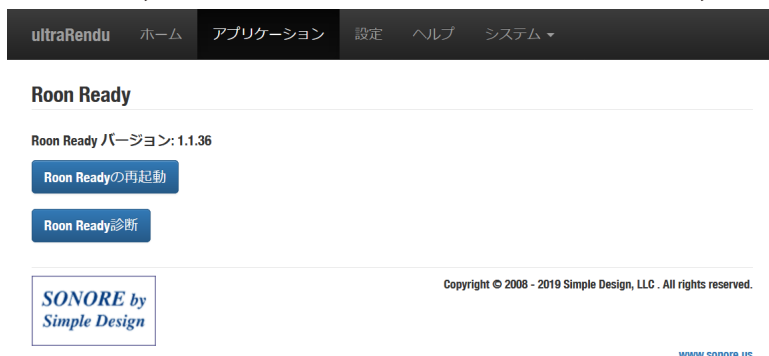 ultraRendu ホーム アプリケーション 設定 ヘルプ システム
Roon Ready
Roon Ready バージョン: 1.1.36
Roon Readyの再起動
Roon Ready診断
SONORE by
Simple Design
Copyright © 2008 - 2019 Simple Design, LLC . All rights reserved.
www.sonore.us